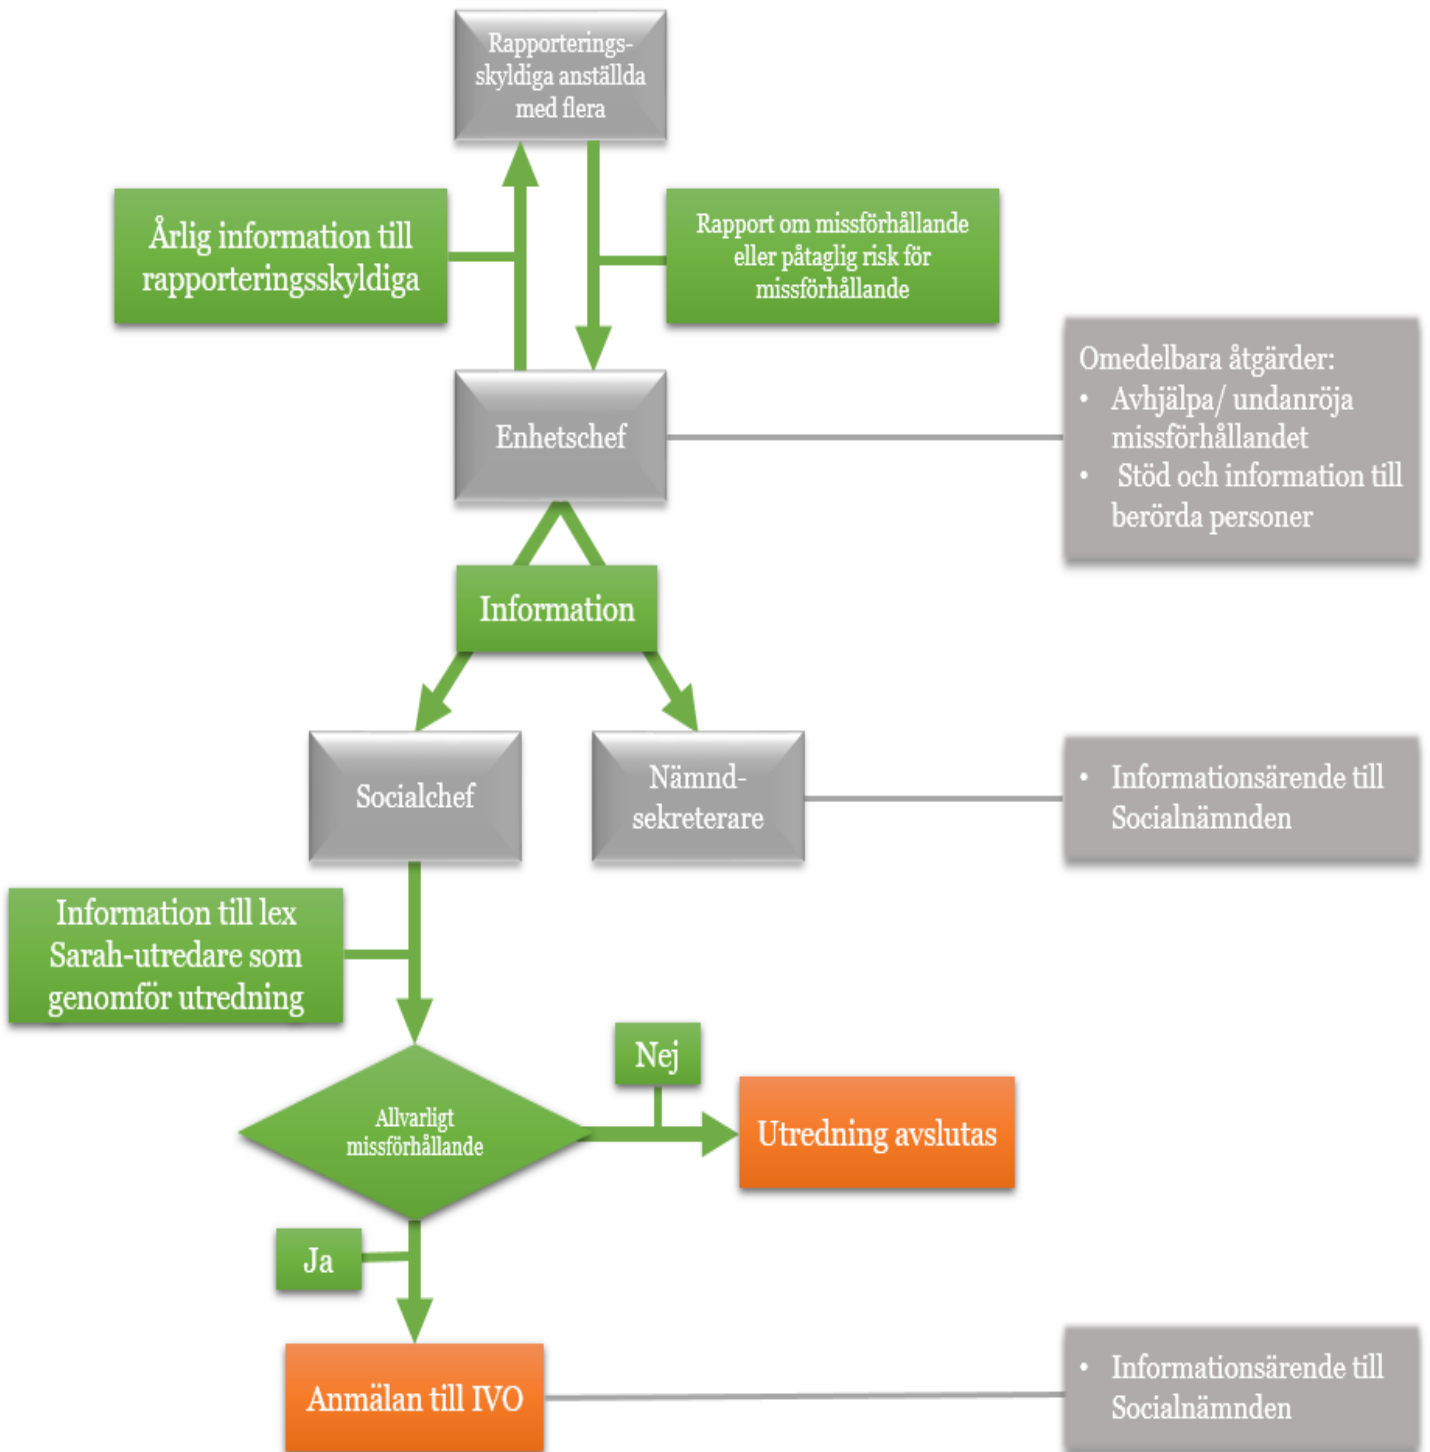 Rapporterings-
skyldiga anställda
med flera
Årlig information till
rapporteringsskyldiga
Rapport om missförhållande
eller påtaglig risk för
missförhållande
Enhetschef
Omedelbara åtgärder:
• Avhjälpa/ undanröja
missförhållandet
• Stöd och information till
berörda personer
Information
Socialchef
Nämnd-
sekreterare
• Informationsärende till
Socialnämnden
Information till lex
Sarah-utredare som
genomför utredning
Nej
Allvarligt
missförhållande
Utredning avslutas
Ja
Anmälan till IVO
• Informationsärende till
Socialnämnden